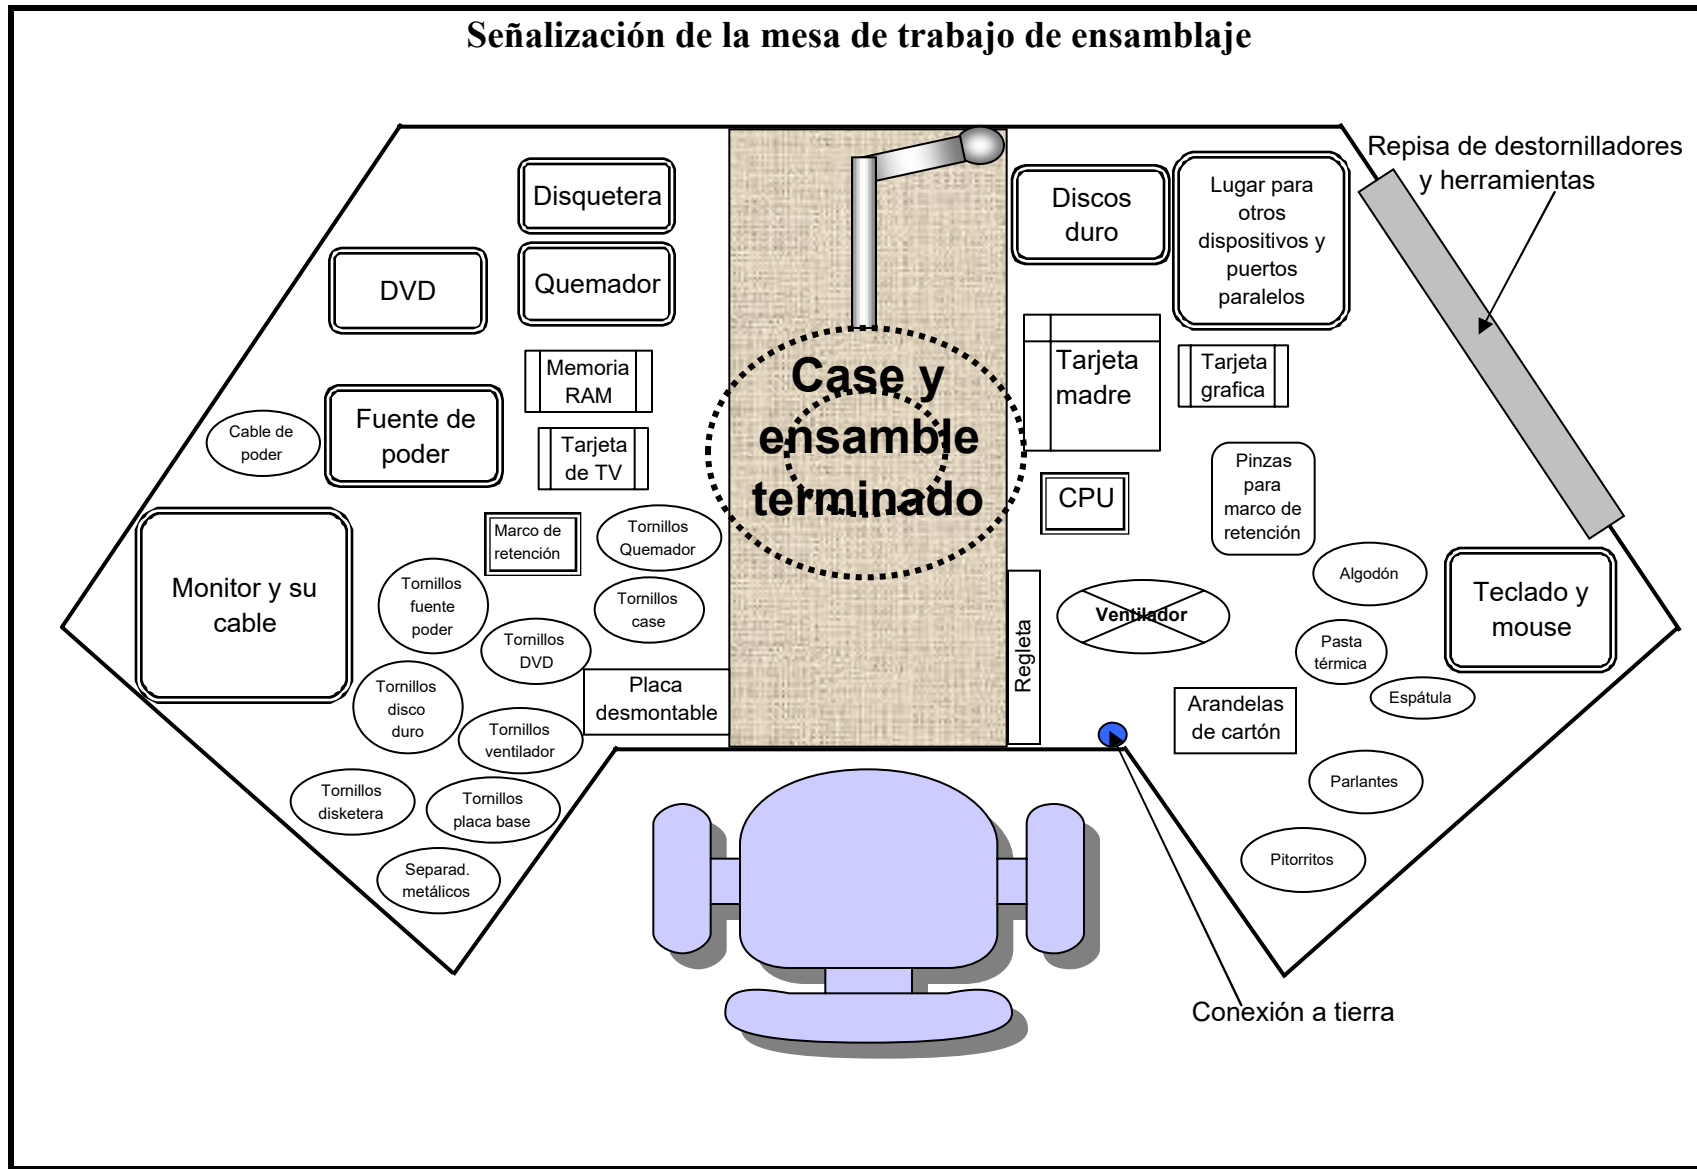 Señalización de la mesa de trabajo de ensamblaje
Repisa de destornilladores
y herramientas
Disquetera
DVD
Quemador
Memoria
RAM
Cable de
poder
Fuente de
poder
Tarjeta
de TV
Marco de
retención
Tornillos
Quemador
Monitor y su
cable
Tornillos
fuente
poder
Tornillos
case
Tornillos
DVD
Tornillos
disco
duro
Placa
desmontable
Tornillos
ventilador
Tornillos
disketera
Tornillos
placa base
Separad.
metálicos
Case y
ensamble
terminado
Discos
duro
Lugar para
otros
dispositivos y
puertos
paralelos
Tarjeta
madre
Tarjeta
grafica
CPU
Pinzas
para
marco de
retención
Algodón
Teclado y
mouse
Ventilador
Regleta
Pasta
térmica
Espátula
Arandelas
de cartón
Parlantes
Pitorritos
Conexión a tierra